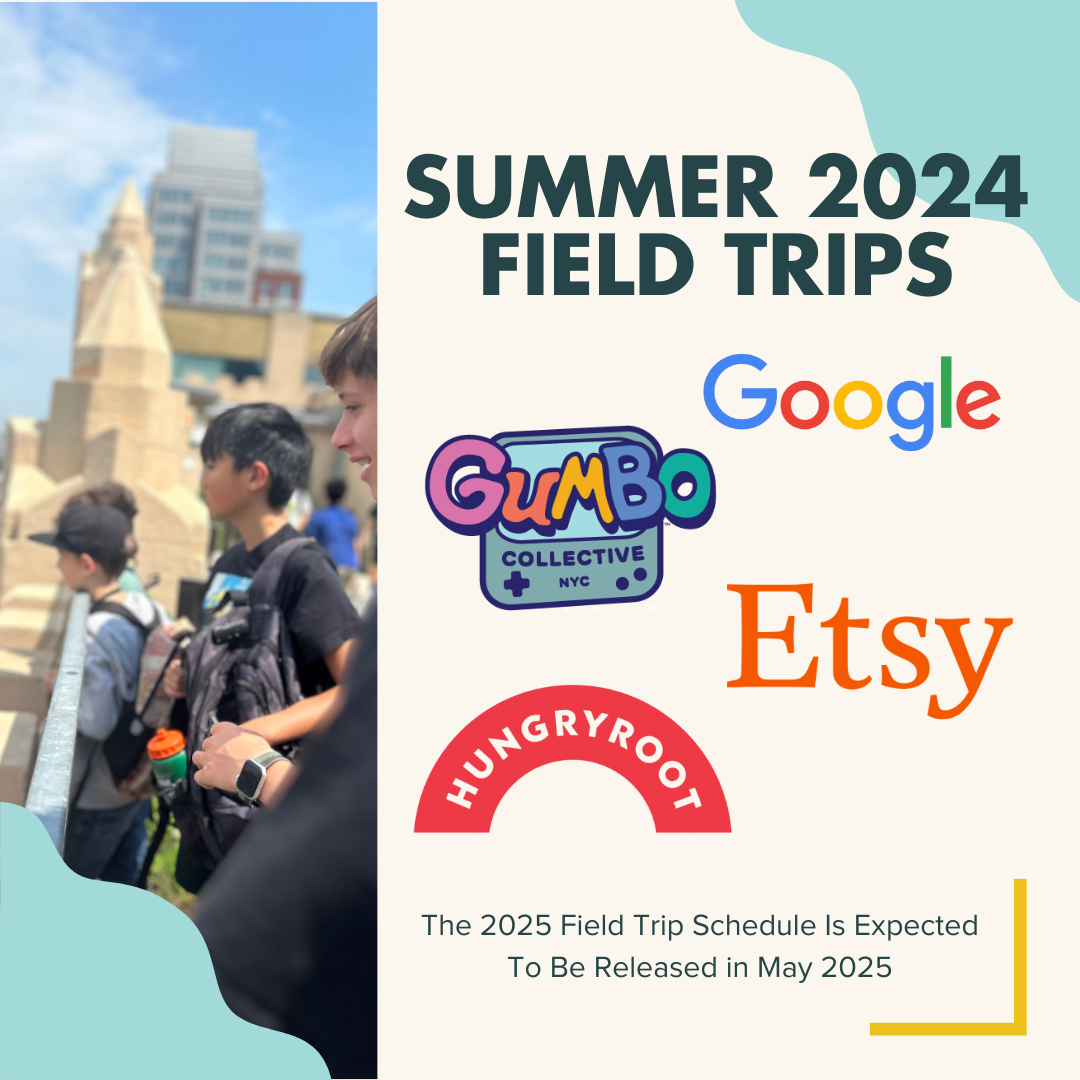 SUMMER 2024
FIELD TRIPS
Google
GUMBO
COLLECTIVE
NYC
Etsy
HUNGRYROOT
The 2025 Field Trip Schedule Is Expected
To Be Released in May 2025